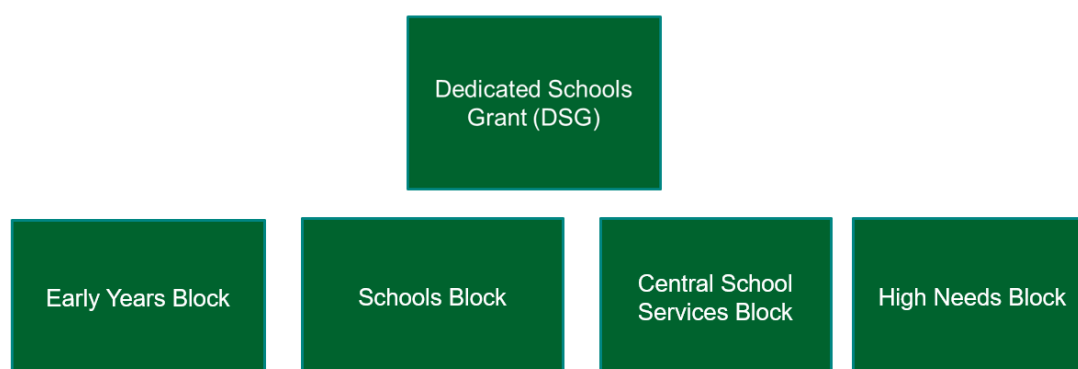 Dedicated Schools
Grant (DSG)
Early Years Block
Schools Block
Central School
Services Block
High Needs Block